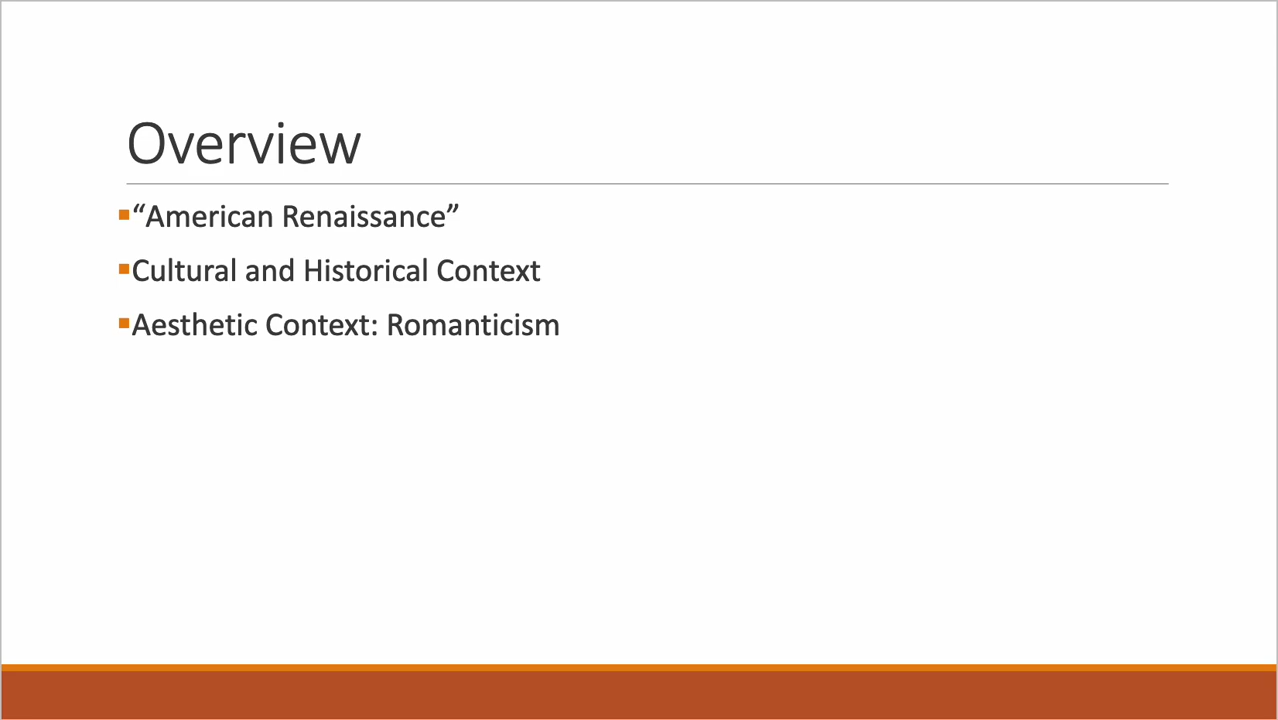 Overview
▪“American Renaissance”
▪Cultural and Historical Context
▪Aesthetic Context: Romanticism